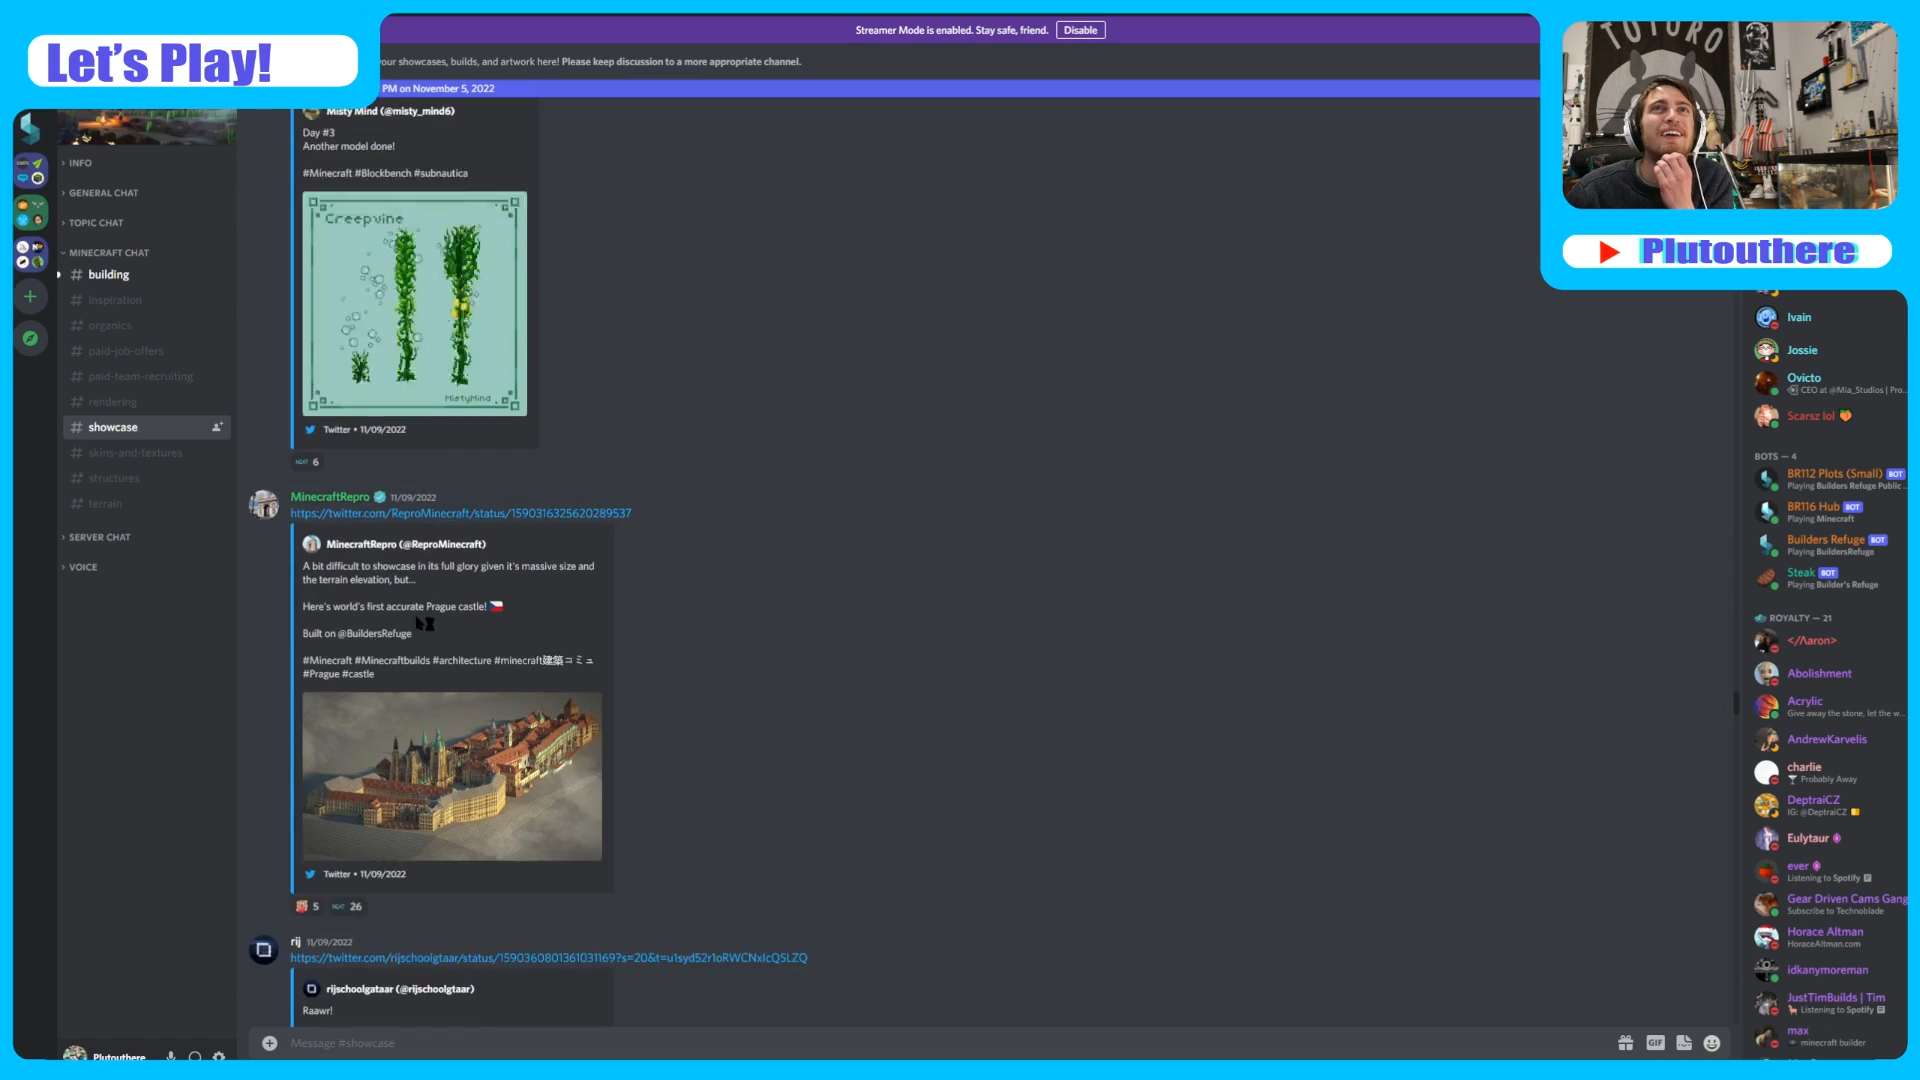 Let's Play!
Streamer Mode is enabled. Stay safe, friend. Disable
our showcases, builds, and artwork here! Please keep discussion to a more appropriate channel.
PM on November 5, 2022
TOTORO
Plutouthere
INFO
GENERAL CHAT
TOPIC CHAT
MINECRAFT CHAT
# building
# inspiration
# organics
# paid-job-offers
# paid-team-recruiting
# rendering
# showcase
# skins-and-textures
# structures
# terrain
SERVER CHAT
VOICE
Plutouthere
Misty Mind (@misty_mind6)
Day #3
Another model done!
#Minecraft #Blockbench #subnautica
Creepvine
MistyMind
Twitter • 11/09/2022
6
MinecraftRepro 11/09/2022
https://twitter.com/ReproMinecraft/status/1590316325620289537
MinecraftRepro (@ReproMinecraft)
A bit difficult to showcase in its full glory given it's massive size and
the terrain elevation, but...
Here's world's first accurate Prague castle! 🇨🇿
Built on @BuildersRefuge
#Minecraft #Minecraftbuilds #architecture #minecraft建築コミュ
#Prague #castle
Twitter • 11/09/2022
5 26
rij 11/09/2022
https://twitter.com/rijschoolgtaar/status/1590360801361031169?s=20&t=u1syd52r1oRWCNxIcQSLZQ
rijschoolgataar (@rijschoolgtaar)
Raawr!
Message #showcase
GIF
Ivain
Jossie
Ovicto
CEO at @Mia_Studios | Pro...
Scarsz lol 🍑
BOTS — 4
BR112 Plots (Small) BOT
Playing Builders Refuge Public ...
BR116 Hub BOT
Playing Minecraft
Builders Refuge BOT
Playing BuildersRefuge
Steak BOT
Playing Builder's Refuge
ROYALTY — 21
</Λaron>
Abolishment
Acrylic
Give away the stone, let the w...
AndrewKarvelis
charlie
Probably Away
DeptraiCZ
IG: @DeptraiCZ
Eulytaur
ever
Listening to Spotify
Gear Driven Cams Gang
Subscribe to Technoblade
Horace Altman
HoraceAltman.com
idkanymoreman
JustTimBuilds | Tim
Listening to Spotify
max
minecraft builder